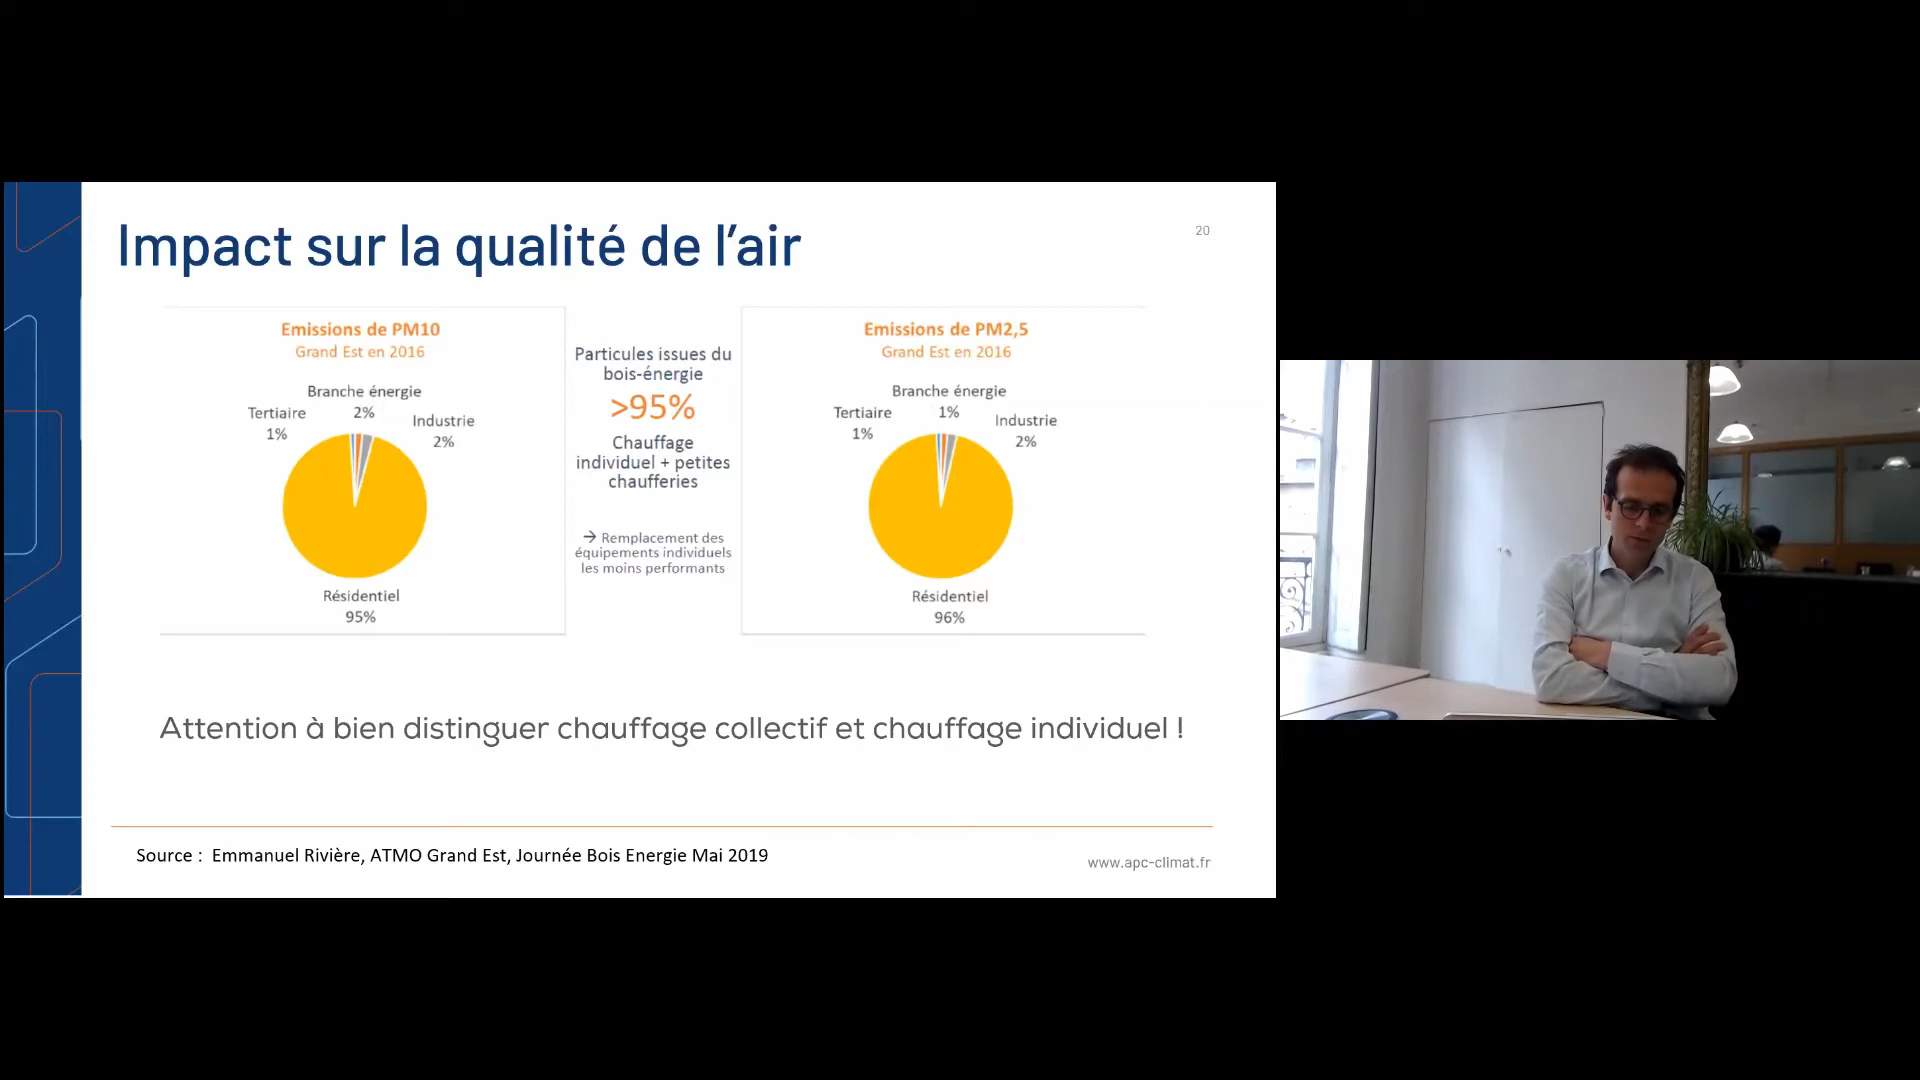 Impact sur la qualité de l'air
20
Emissions de PM10
Grand Est en 2016
Branche énergie
2%
Tertiaire
1%
Industrie
2%
Résidentiel
95%
Particules issues du
bois-énergie
>95%
Chauffage
individuel + petites
chaufferies
→ Remplacement des
équipements individuels
les moins performants
Emissions de PM2,5
Grand Est en 2016
Branche énergie
1%
Tertiaire
1%
Industrie
2%
Résidentiel
96%
Attention à bien distinguer chauffage collectif et chauffage individuel !
Source : Emmanuel Rivière, ATMO Grand Est, Journée Bois Energie Mai 2019
www.apc-climat.fr